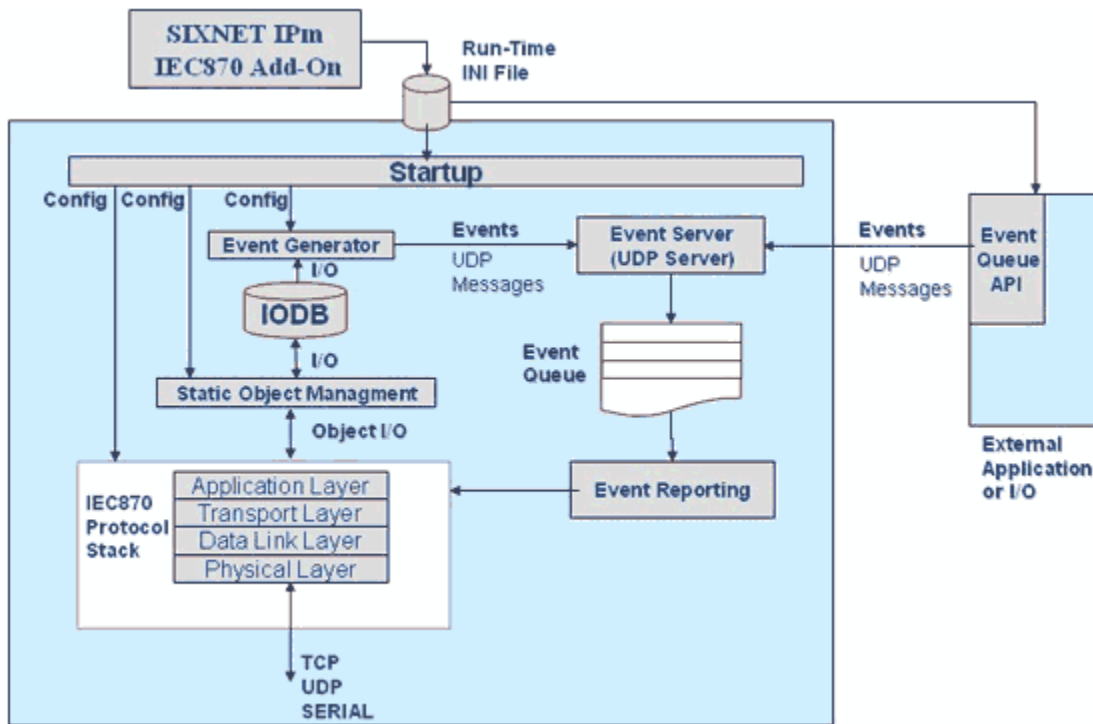 SIXNET IPm
IEC870 Add-On
Run-Time
INI File
Startup
Config
Config
Config
Event Generator
Events
UDP
Messages
Event Server
(UDP Server)
Events
UDP
Messages
Event
Queue
API
I/O
IODB
I/O
Event
Queue
Static Object Managment
Object I/O
External
Application
or I/O
IEC870
Protocol
Stack
Application Layer
Transport Layer
Data Link Layer
Physical Layer
Event Reporting
TCP
UDP
SERIAL